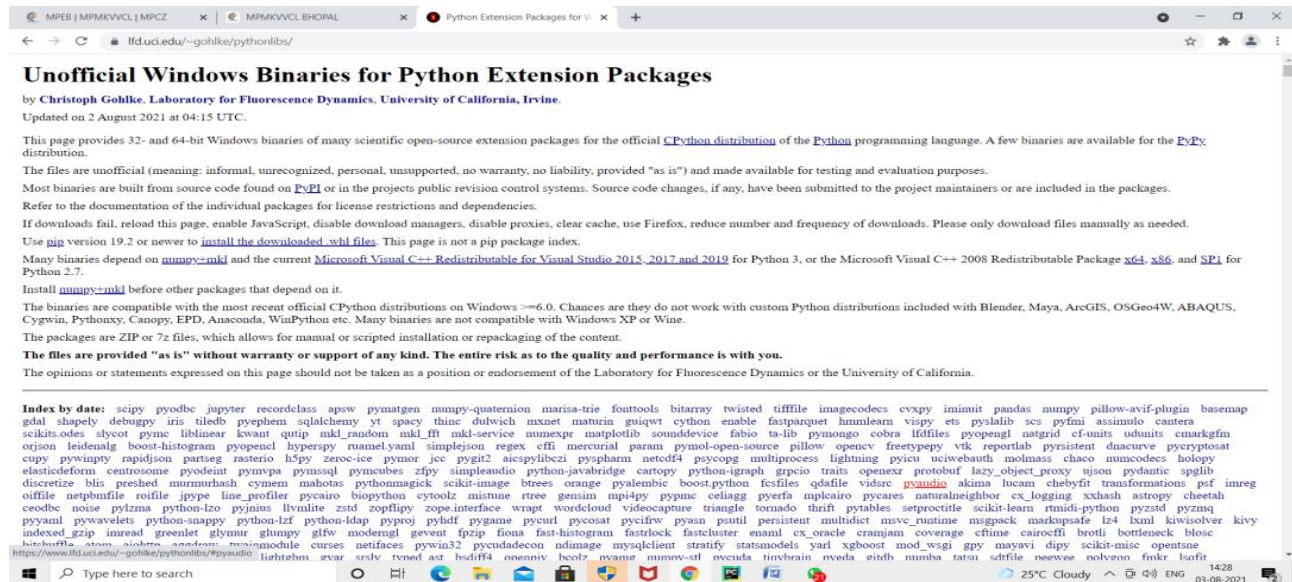 MPEB | MPMKVVCL | MPCZ
MPMKVVCL BHOPAL
Python Extension Packages for Wi
lfd.uci.edu/~gohlke/pythonlibs/
Unofficial Windows Binaries for Python Extension Packages
by Christoph Gohlke, Laboratory for Fluorescence Dynamics, University of California, Irvine.
Updated on 2 August 2021 at 04:15 UTC.
This page provides 32- and 64-bit Windows binaries of many scientific open-source extension packages for the official CPython distribution of the Python programming language. A few binaries are available for the PyPy
distribution.
The files are unofficial (meaning: informal, unrecognized, personal, unsupported, no warranty, no liability, provided "as is") and made available for testing and evaluation purposes.
Most binaries are built from source code found on PyPI or in the projects public revision control systems. Source code changes, if any, have been submitted to the project maintainers or are included in the packages.
Refer to the documentation of the individual packages for license restrictions and dependencies.
If downloads fail, reload this page, enable JavaScript, disable download managers, disable proxies, clear cache, use Firefox, reduce number and frequency of downloads. Please only download files manually as needed.
Use pip version 19.2 or newer to install the downloaded .whl files. This page is not a pip package index.
Many binaries depend on numpy+mkl and the current Microsoft Visual C++ Redistributable for Visual Studio 2015, 2017 and 2019 for Python 3, or the Microsoft Visual C++ 2008 Redistributable Package x64, x86, and SP1 for
Python 2.7.
Install numpy+mkl before other packages that depend on it.
The binaries are compatible with the most recent official CPython distributions on Windows >=6.0. Chances are they do not work with custom Python distributions included with Blender, Maya, ArcGIS, OSGeo4W, ABAQUS,
Cygwin, Pythonxy, Canopy, EPD, Anaconda, WinPython etc. Many binaries are not compatible with Windows XP or Wine.
The packages are ZIP or 7z files, which allows for manual or scripted installation or repackaging of the content.
The files are provided "as is" without warranty or support of any kind. The entire risk as to the quality and performance is with you.
The opinions or statements expressed on this page should not be taken as a position or endorsement of the Laboratory for Fluorescence Dynamics or the University of California.
Index by date: scipy pyodbc jupyter recordclass apsw pymatgen numpy-quaternion marisa-trie fonttools bitarray twisted tifffile imagecodecs cvxpy iminuit pandas numpy pillow-avif-plugin basemap
gdal shapely debugpy iris tiledb pyephem sqlalchemy yt spacy thinc dulwich mxnet maturin guiqwt cython enable fastparquet hmmlearn vispy ets pyslalib scs pyfmi assimulo cantera
scikits.odes slycot pymc liblinear kwant qutip mkl_random mkl_fft mkl-service numexpr matplotlib sounddevice fabio ta-lib pymongo cobra lfdfiles pyopengl natgrid cf-units udunits cmarkgfm
orjson leidenalg boost-histogram pyopencl hyperspy ruamel.yaml simplejson regex cffi mercurial param pymol-open-source pillow opencv freetypepy vtk reportlab pyrsistent dnacurve pycryptosat
cupy pywinpty rapidjson partseg rasterio h5py zeroc-ice pymor jcc pygit2 aicspylibczi pyspharm netcdf4 psycopg multiprocess lightning pyicu uciwebauth molmass chaco numcodecs holopy
elasticdeform centrosome pyodeint pymvpa pymssql pymcubes zfpy simpleaudio python-javabridge cartopy python-igraph grpcio traits openexr protobuf lazy_object_proxy ujson pydantic spglib
discretize blis preshed murmurhash cymem mahotas pythonmagick scikit-image btrees orange pyalembic boost.python fcsfiles qdafile vidsrc pyaudio akima lucam chebyfit transformations psf imreg
oiffile netpbmfile roifile jpype line_profiler pycairo biopython cytoolz mistune rtree gensim mpi4py pyamg celiagg pyerfa mplcairo pycares naturalneighbor cx_logging xxhash astropy cheetah
ceodbc noise pylzma python-lzo pyjnius llvmlite zstd zopflipy zope.interface wrapt wordcloud videocapture triangle tornado thrift pytables setproctitle scikit-learn rtmidi-python pyzstd pyzmq
pyyaml pywavelets python-snappy python-lzf python-ldap pyproj pyhdf pygame pycurl pycosat pycifrw pyasn psutil persistent multidict msvc_runtime msgpack markupsafe lz4 lxml kiwisolver kivy
indexed_gzip imread greenlet glymur glumpy glfw moderngl gevent fpzip fiona fast-histogram fastrlock fastcluster enaml cx_oracle cramjam coverage cftime cairocffi brotli bottleneck blosc
module curses netifaces pywin32 pycudadecon ndimage mysqlclient stratify statsmodels yarl xgboost mod_wsgi gpy mayavi dipy scikit-misc opentsne
https://www.lfd.uci.edu/~gohlke/pythonlibs/#pyaudio
Type here to search
25°C Cloudy
ENG
14:28
03-08-2021